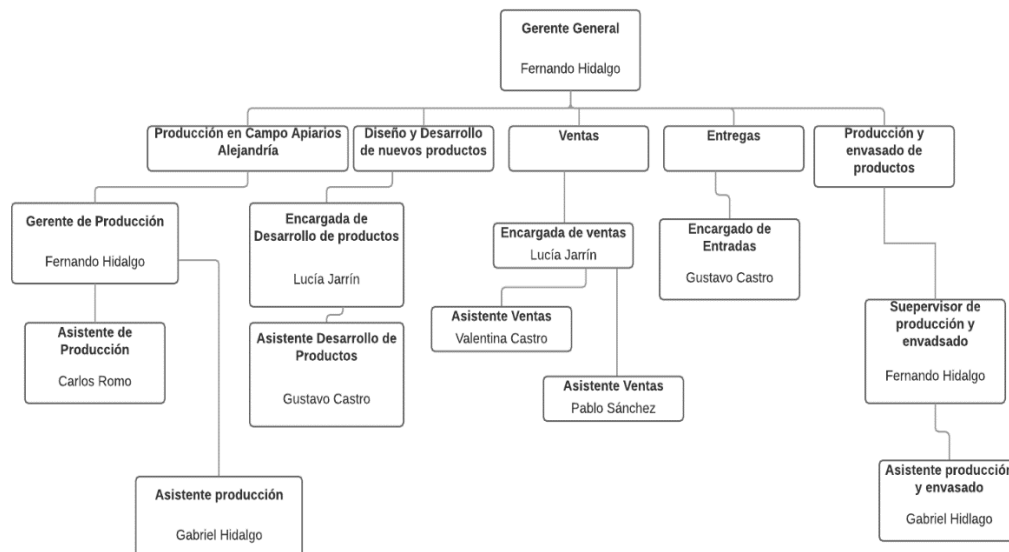 Gerente General
Fernando Hidalgo
Producción en Campo Apiarios
Alejandría
Diseño y Desarrollo
de nuevos productos
Ventas
Entregas
Producción y
envasado de
productos
Gerente de Producción
Fernando Hidalgo
Encargada de
Desarrollo de productos
Lucía Jarrín
Encargada de ventas
Lucía Jarrín
Encargado de
Entradas
Gustavo Castro
Asistente de
Producción
Carlos Romo
Asistente Desarrollo de
Productos
Gustavo Castro
Asistente Ventas
Valentina Castro
Asistente Ventas
Pablo Sánchez
Suepervisor de
producción y
envadsado
Fernando Hidalgo
Asistente producción
Gabriel Hidalgo
Asistente producción
y envasado
Gabriel Hidlago